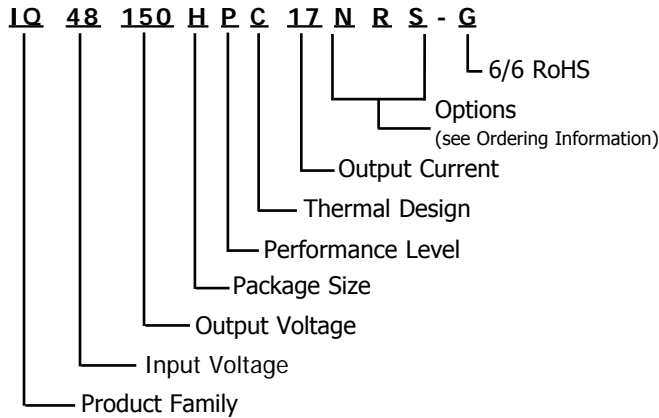 IQ 48 150 H P C 17 N R S - G
6/6 RoHS
Options
(see Ordering Information)
Output Current
Thermal Design
Performance Level
Package Size
Output Voltage
Input Voltage
Product Family